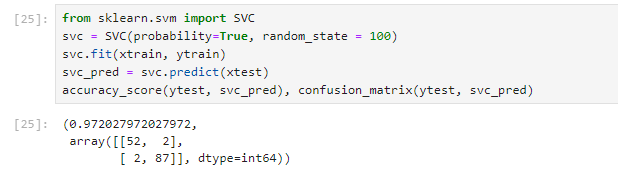 [25]: from sklearn.svm import SVC
svc = SVC(probability=True, random_state = 100)
svc.fit(xtrain, ytrain)
svc_pred = svc.predict(xtest)
accuracy_score(ytest, svc_pred), confusion_matrix(ytest, svc_pred)
[25]: (0.972027972027972,
array([[52, 2],
[ 2, 87]], dtype=int64))